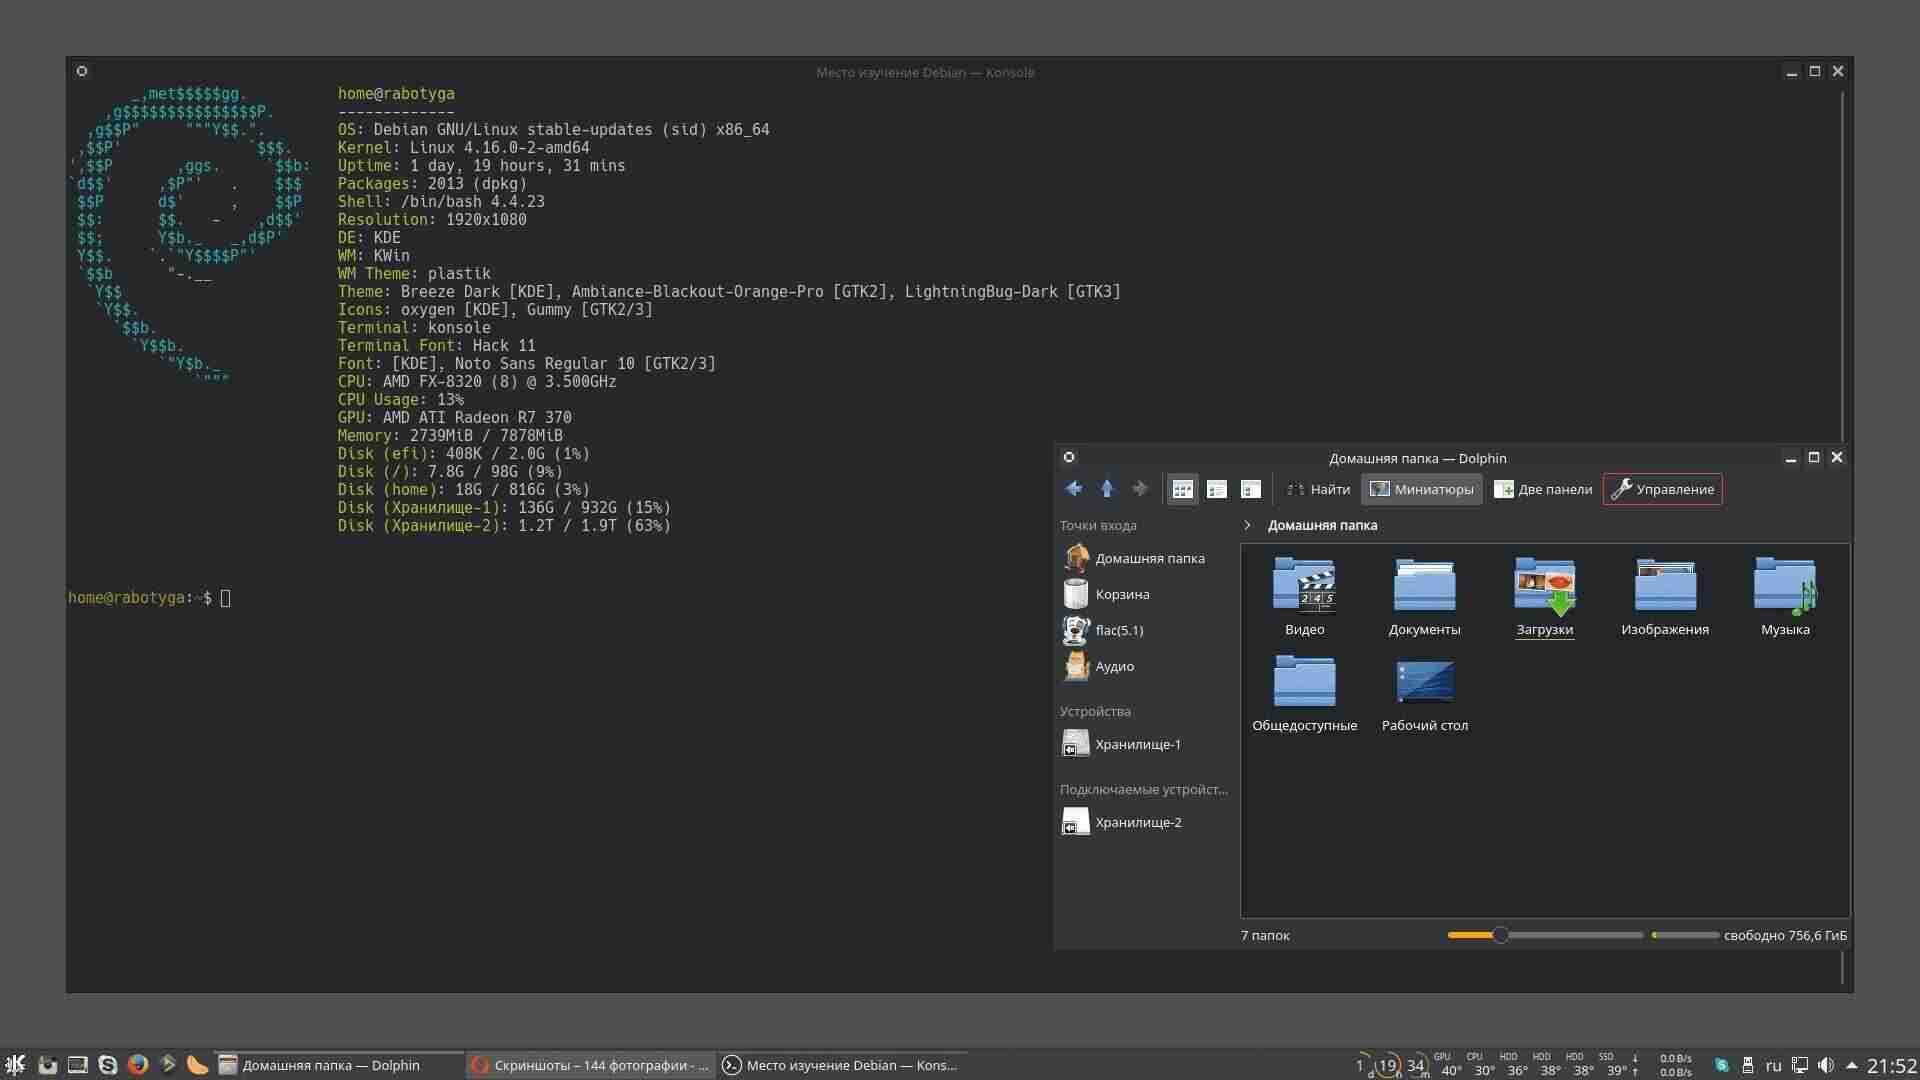 Место изучение Debian — Konsole
_,met$$$$$gg.
,g$$$$$$$$$$$$$$$P.
,g$$P"     """Y$$.".
,$$P'              `$$$.
',$$P       ,ggs.     `$$b:
`d$$'     ,$P"'   .    $$$
$$P      d$'     ,    $$P
$$:      $$.   -    ,d$$'
$$;      Y$b._   _,d$P'
Y$$.    `.`"Y$$$$P"'
`$$b      "-.__
`Y$$
`Y$$.
`$$b.
`Y$$b.
`"Y$b._
`"""
home@rabotyga
-------------
OS: Debian GNU/Linux stable-updates (sid) x86_64
Kernel: Linux 4.16.0-2-amd64
Uptime: 1 day, 19 hours, 31 mins
Packages: 2013 (dpkg)
Shell: /bin/bash 4.4.23
Resolution: 1920x1080
DE: KDE
WM: KWin
WM Theme: plastik
Theme: Breeze Dark [KDE], Ambiance-Blackout-Orange-Pro [GTK2], LightningBug-Dark [GTK3]
Icons: oxygen [KDE], Gummy [GTK2/3]
Terminal: konsole
Terminal Font: Hack 11
Font: [KDE], Noto Sans Regular 10 [GTK2/3]
CPU: AMD FX-8320 (8) @ 3.500GHz
CPU Usage: 13%
GPU: AMD ATI Radeon R7 370
Memory: 2739MiB / 7878MiB
Disk (efi): 408K / 2.0G (1%)
Disk (/): 7.8G / 98G (9%)
Disk (home): 18G / 816G (3%)
Disk (Хранилище-1): 136G / 932G (15%)
Disk (Хранилище-2): 1.2T / 1.9T (63%)
home@rabotyga:~$
Домашняя папка — Dolphin
Найти Миниатюры Две панели Управление
Точки входа
Домашняя папка
Корзина
flac(5.1)
Аудио
Устройства
Хранилище-1
Подключаемые устройст...
Хранилище-2
> Домашняя папка
Видео Документы Загрузки Изображения Музыка
Общедоступные Рабочий стол
7 папок свободно 756,6 ГиБ
Домашняя папка — Dolphin Скриншоты – 144 фотографии - ... Место изучение Debian — Kons...
1d 19h 34m
GPU CPU HDD HDD HDD SSD
40° 30° 36° 38° 38° 39°
0.0 B/s
0.0 B/s
ru
21:52